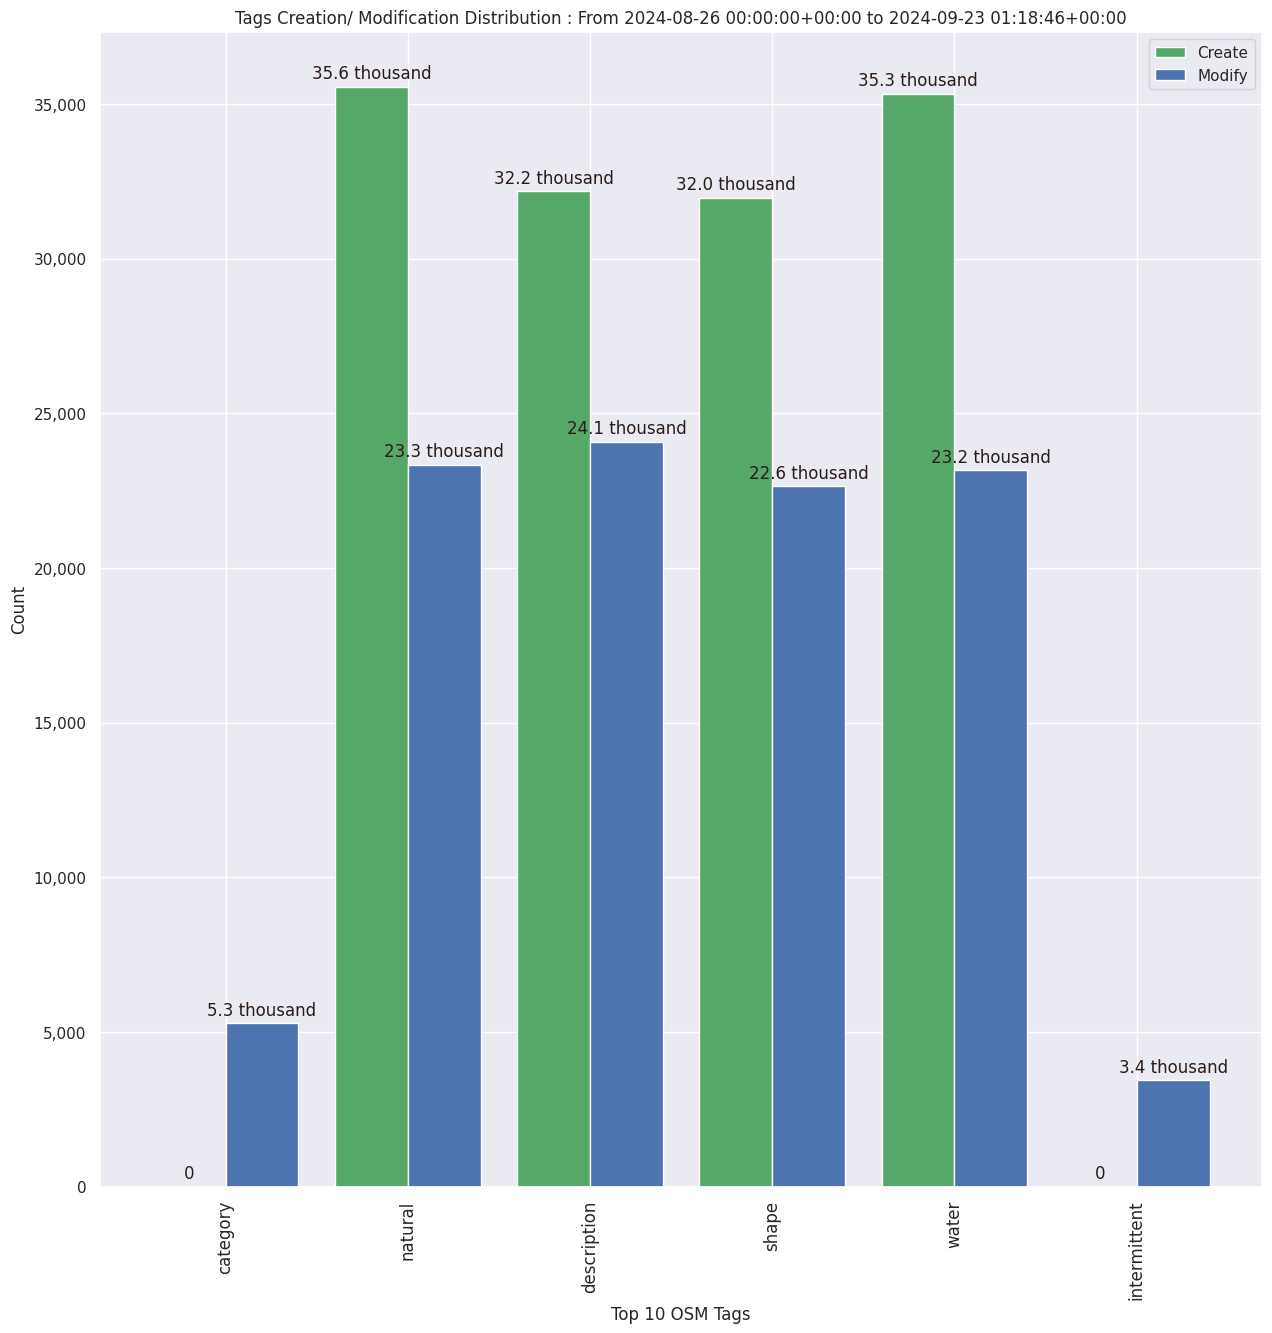 Tags Creation/ Modification Distribution : From 2024-08-26 00:00:00+00:00 to 2024-09-23 01:18:46+00:00
Create
Modify
35.6 thousand
35.3 thousand
32.2 thousand
32.0 thousand
24.1 thousand
23.3 thousand
23.2 thousand
22.6 thousand
5.3 thousand
3.4 thousand
0
0
35,000
30,000
25,000
20,000
15,000
10,000
5,000
0
Count
category
natural
description
shape
water
intermittent
Top 10 OSM Tags